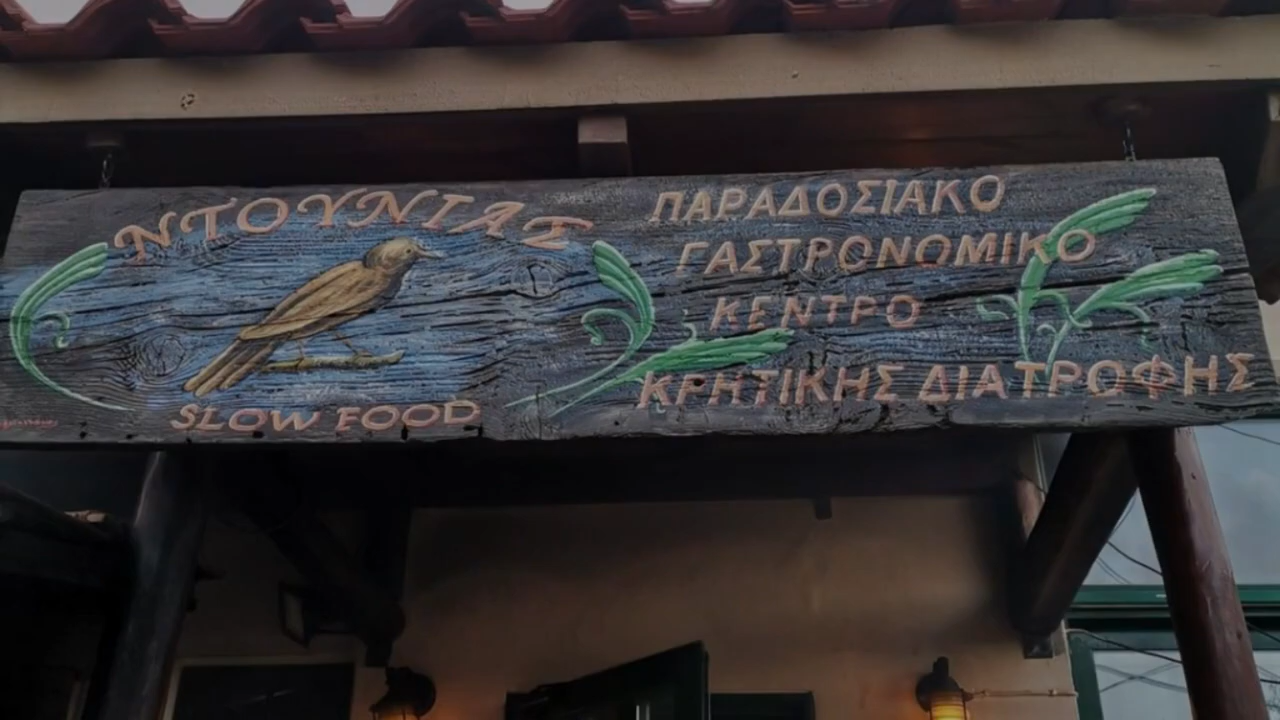 ΝΤΟΥΝΙΑΣ
SLOW FOOD
ΠΑΡΑΔΟΣΙΑΚΟ
ΓΑΣΤΡΟΝΟΜΙΚΟ
ΚΕΝΤΡΟ
ΚΡΗΤΙΚΗΣ ΔΙΑΤΡΟΦΗΣ